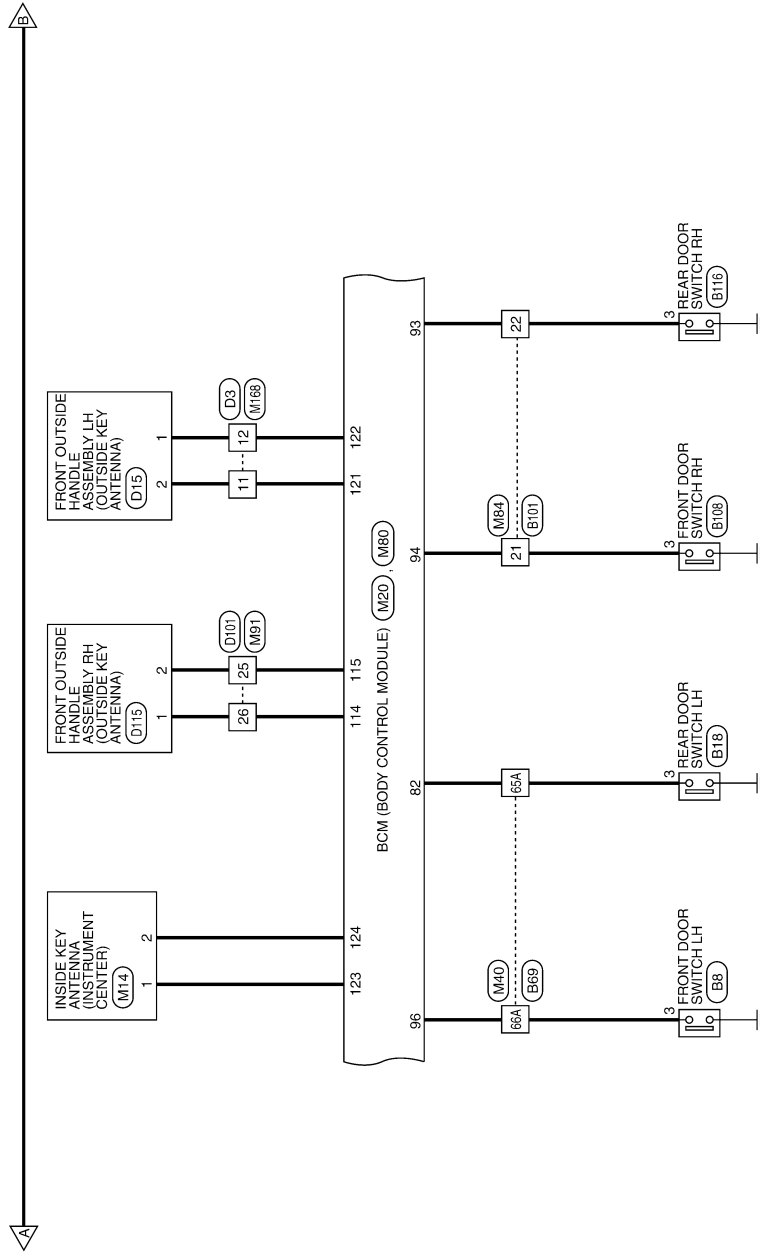 A
B
INSIDE KEY
ANTENNA
(INSTRUMENT
CENTER)
M14
1
2
FRONT OUTSIDE
HANDLE
ASSEMBLY RH
(OUTSIDE KEY
ANTENNA)
D115
1
2
26
25
D101
M91
FRONT OUTSIDE
HANDLE
ASSEMBLY LH
(OUTSIDE KEY
ANTENNA)
D15
2
1
11
12
D3
M168
123
124
114
115
121
122
BCM (BODY CONTROL MODULE) M20 , M80
96
82
94
93
M40
B69
66A
65A
M84
B101
21
22
3
FRONT DOOR
SWITCH LH
B8
3
REAR DOOR
SWITCH LH
B18
3
FRONT DOOR
SWITCH RH
B108
3
REAR DOOR
SWITCH RH
B116